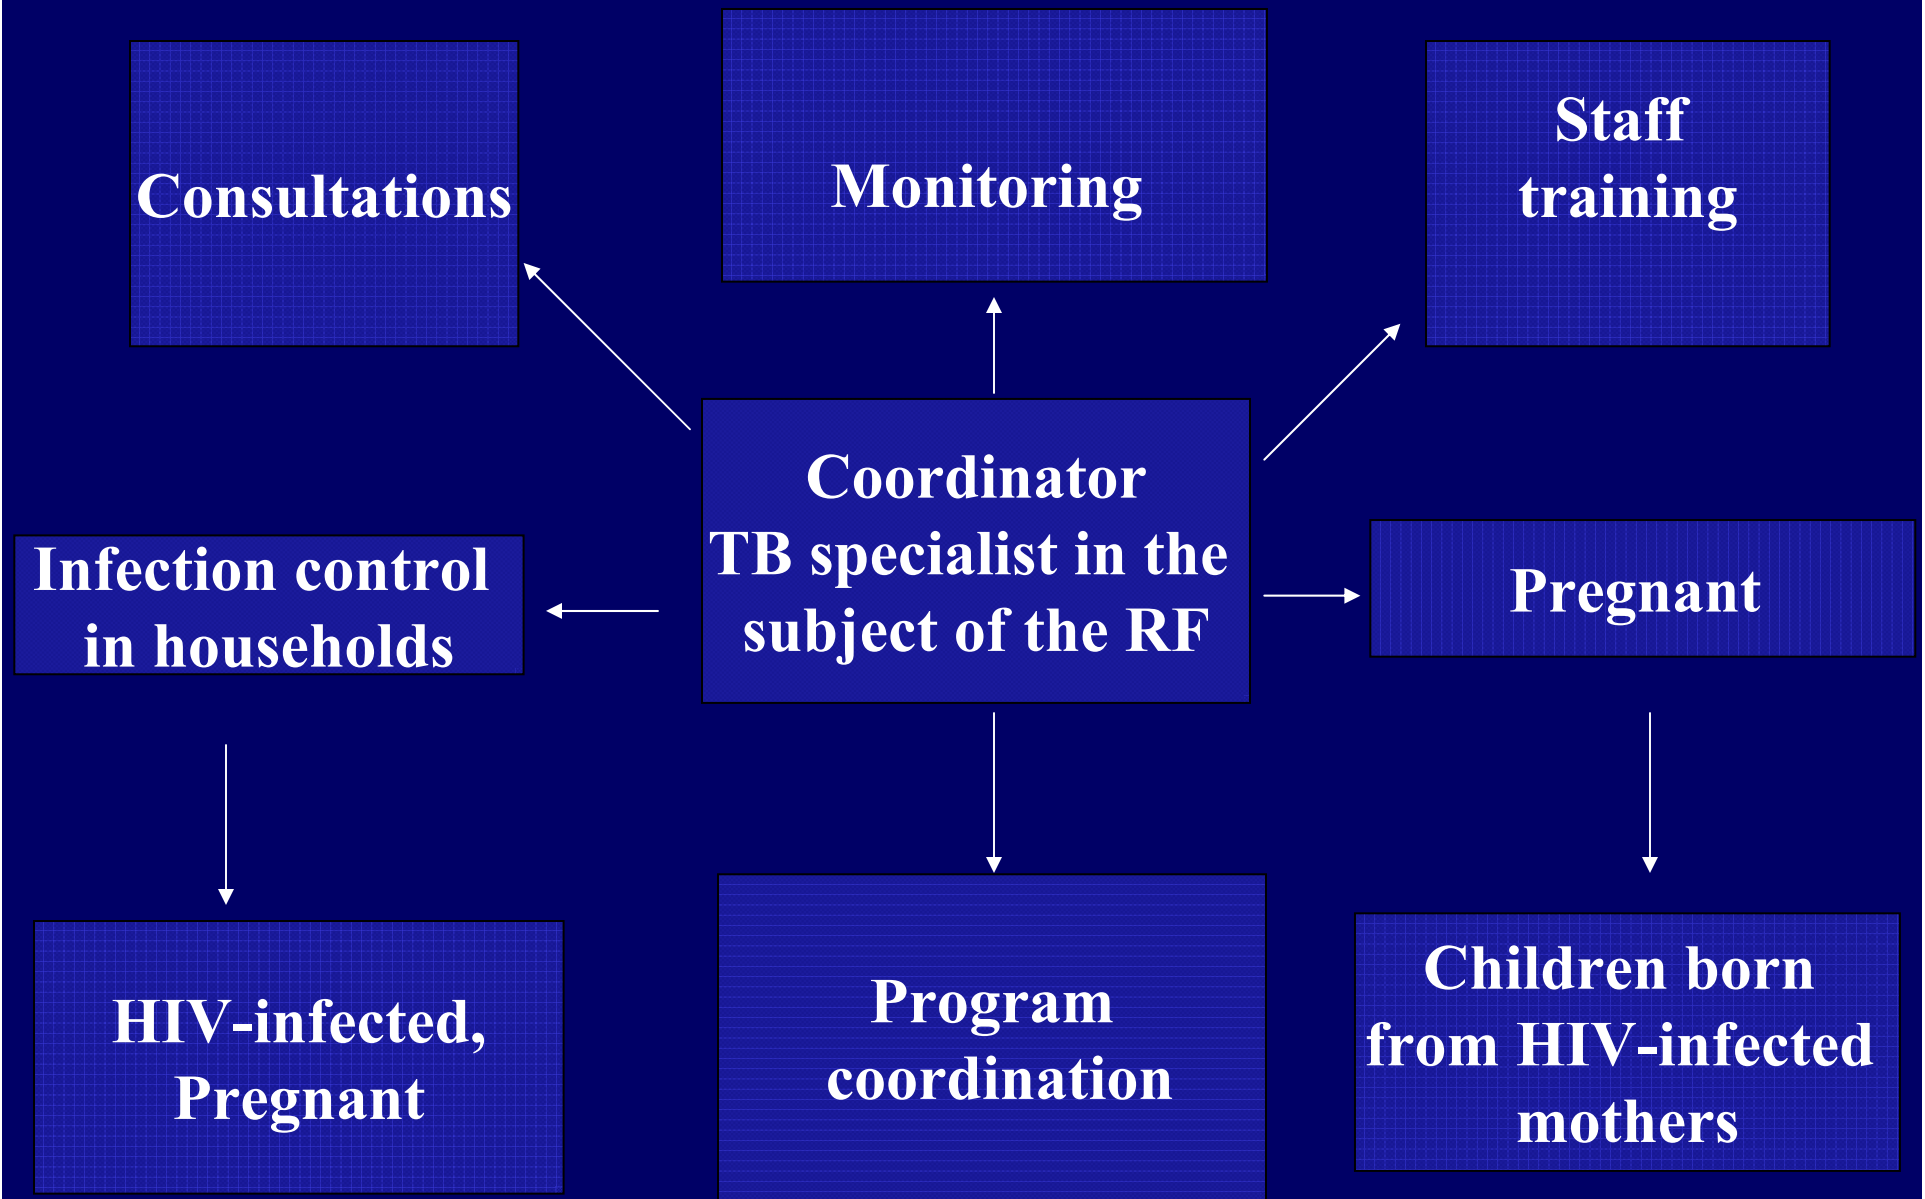 Consultations
Monitoring
Staff
training
Coordinator
TB specialist in the
subject of the RF
Infection control
in households
Pregnant
HIV-infected,
Pregnant
Program
coordination
Children born
from HIV-infected
mothers